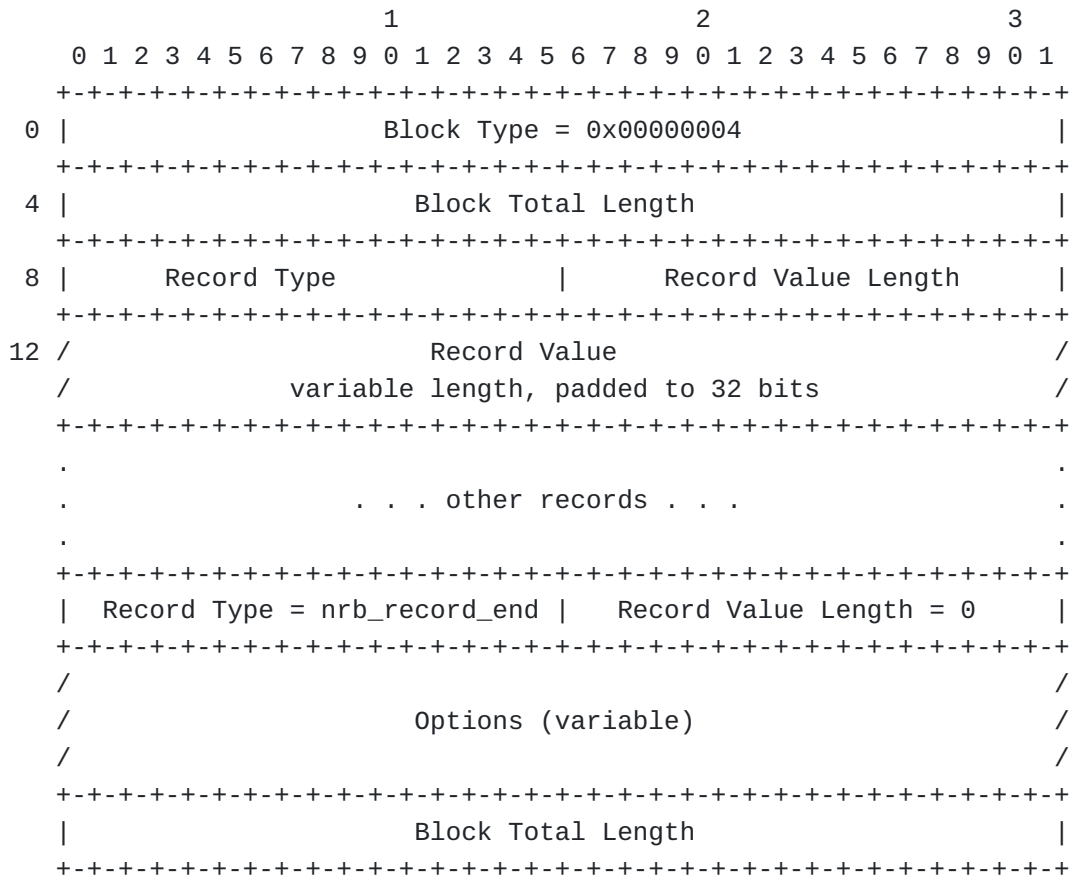 1                   2                   3
    0 1 2 3 4 5 6 7 8 9 0 1 2 3 4 5 6 7 8 9 0 1 2 3 4 5 6 7 8 9 0 1
   +-+-+-+-+-+-+-+-+-+-+-+-+-+-+-+-+-+-+-+-+-+-+-+-+-+-+-+-+-+-+-+-+
 0 |                    Block Type = 0x00000004                    |
   +-+-+-+-+-+-+-+-+-+-+-+-+-+-+-+-+-+-+-+-+-+-+-+-+-+-+-+-+-+-+-+-+
 4 |                      Block Total Length                       |
   +-+-+-+-+-+-+-+-+-+-+-+-+-+-+-+-+-+-+-+-+-+-+-+-+-+-+-+-+-+-+-+-+
 8 |      Record Type              |      Record Value Length      |
   +-+-+-+-+-+-+-+-+-+-+-+-+-+-+-+-+-+-+-+-+-+-+-+-+-+-+-+-+-+-+-+-+
12 /                       Record Value                            /
   /              variable length, padded to 32 bits               /
   +-+-+-+-+-+-+-+-+-+-+-+-+-+-+-+-+-+-+-+-+-+-+-+-+-+-+-+-+-+-+-+-+
   .                                                               .
   .                  . . . other records . . .                    .
   .                                                               .
   +-+-+-+-+-+-+-+-+-+-+-+-+-+-+-+-+-+-+-+-+-+-+-+-+-+-+-+-+-+-+-+-+
   |  Record Type = nrb_record_end |   Record Value Length = 0     |
   +-+-+-+-+-+-+-+-+-+-+-+-+-+-+-+-+-+-+-+-+-+-+-+-+-+-+-+-+-+-+-+-+
   /                                                               /
   /                      Options (variable)                       /
   /                                                               /
   +-+-+-+-+-+-+-+-+-+-+-+-+-+-+-+-+-+-+-+-+-+-+-+-+-+-+-+-+-+-+-+-+
   |                      Block Total Length                       |
   +-+-+-+-+-+-+-+-+-+-+-+-+-+-+-+-+-+-+-+-+-+-+-+-+-+-+-+-+-+-+-+-+